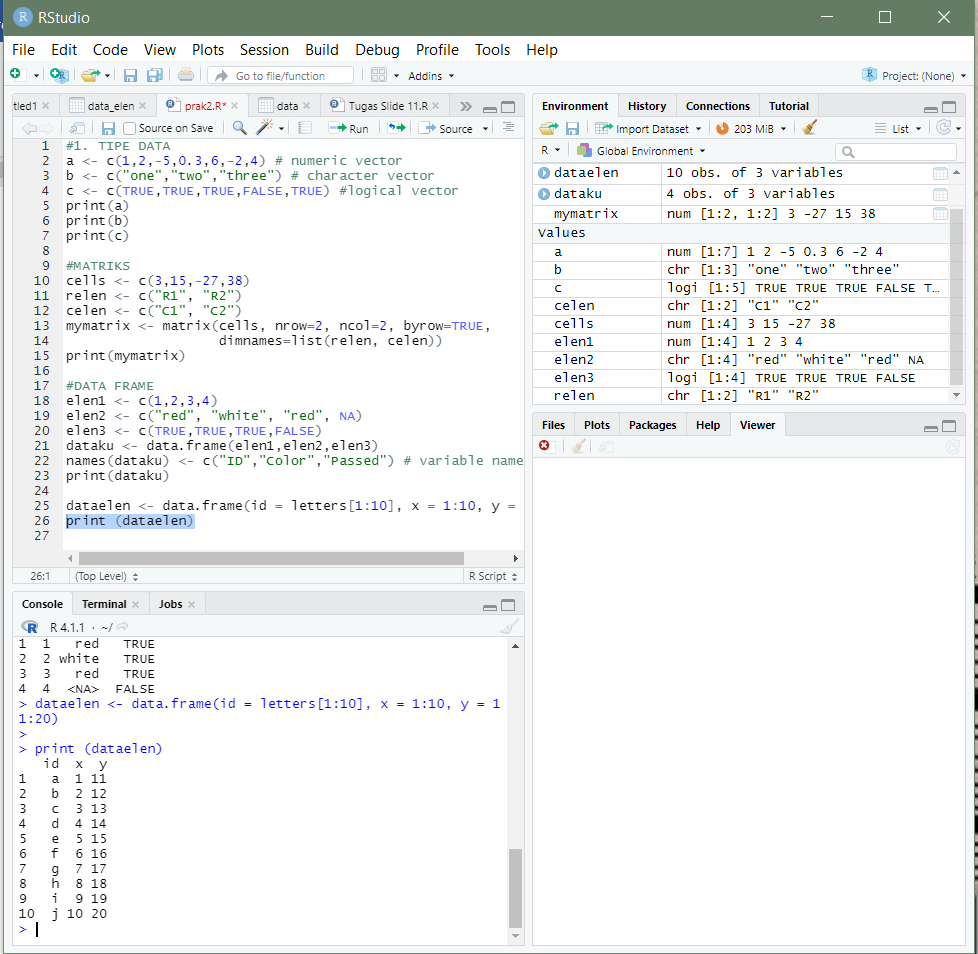 RStudio
File Edit Code View Plots Session Build Debug Profile Tools Help
Go to file/function Addins Project: (None)
tled1 data_elen prak2.R* data Tugas Slide 11.R
Source on Save Run Source
1 #1. TIPE DATA
2 a <- c(1,2,-5,0.3,6,-2,4) # numeric vector
3 b <- c("one","two","three") # character vector
4 c <- c(TRUE,TRUE,TRUE,FALSE,TRUE) #logical vector
5 print(a)
6 print(b)
7 print(c)
8
9 #MATRIKS
10 cells <- c(3,15,-27,38)
11 relen <- c("R1", "R2")
12 celen <- c("C1", "C2")
13 mymatrix <- matrix(cells, nrow=2, ncol=2, byrow=TRUE,
14 dimnames=list(relen, celen))
15 print(mymatrix)
16
17 #DATA FRAME
18 elen1 <- c(1,2,3,4)
19 elen2 <- c("red", "white", "red", NA)
20 elen3 <- c(TRUE,TRUE,TRUE,FALSE)
21 dataku <- data.frame(elen1,elen2,elen3)
22 names(dataku) <- c("ID","Color","Passed") # variable name
23 print(dataku)
24
25 dataelen <- data.frame(id = letters[1:10], x = 1:10, y =
26 print (dataelen)
27
26:1 (Top Level) R Script
Console Terminal Jobs
R 4.1.1 · ~/
1 1 red TRUE
2 2 white TRUE
3 3 red TRUE
4 4 <NA> FALSE
> dataelen <- data.frame(id = letters[1:10], x = 1:10, y = 1
1:20)
>
> print (dataelen)
id x y
1 a 1 11
2 b 2 12
3 c 3 13
4 d 4 14
5 e 5 15
6 f 6 16
7 g 7 17
8 h 8 18
9 i 9 19
10 j 10 20
>
Environment History Connections Tutorial
Import Dataset 203 MiB List
R Global Environment
dataelen 10 obs. of 3 variables
dataku 4 obs. of 3 variables
mymatrix num [1:2, 1:2] 3 -27 15 38
Values
a num [1:7] 1 2 -5 0.3 6 -2 4
b chr [1:3] "one" "two" "three"
c logi [1:5] TRUE TRUE TRUE FALSE T...
celen chr [1:2] "C1" "C2"
cells num [1:4] 3 15 -27 38
elen1 num [1:4] 1 2 3 4
elen2 chr [1:4] "red" "white" "red" NA
elen3 logi [1:4] TRUE TRUE TRUE FALSE
relen chr [1:2] "R1" "R2"
Files Plots Packages Help Viewer